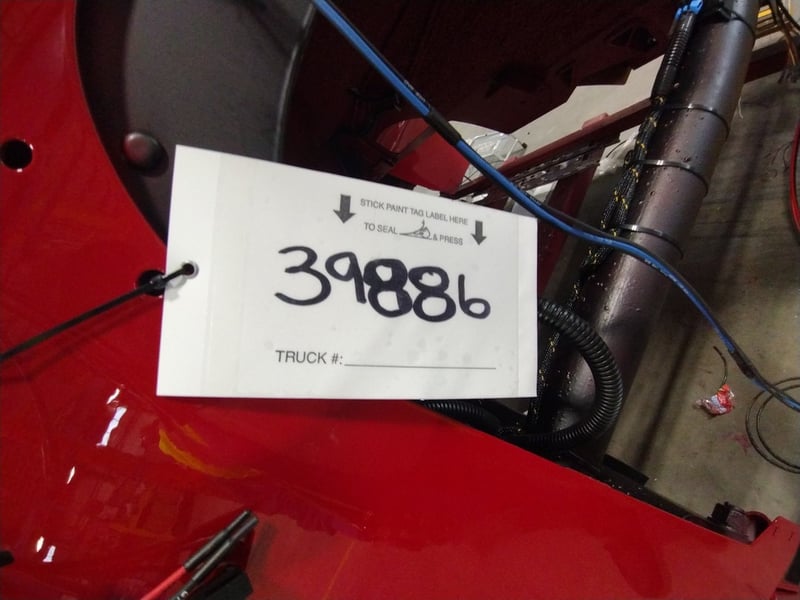 STICK PAINT TAG LABEL HERE
TO SEAL & PRESS
39886
TRUCK #: